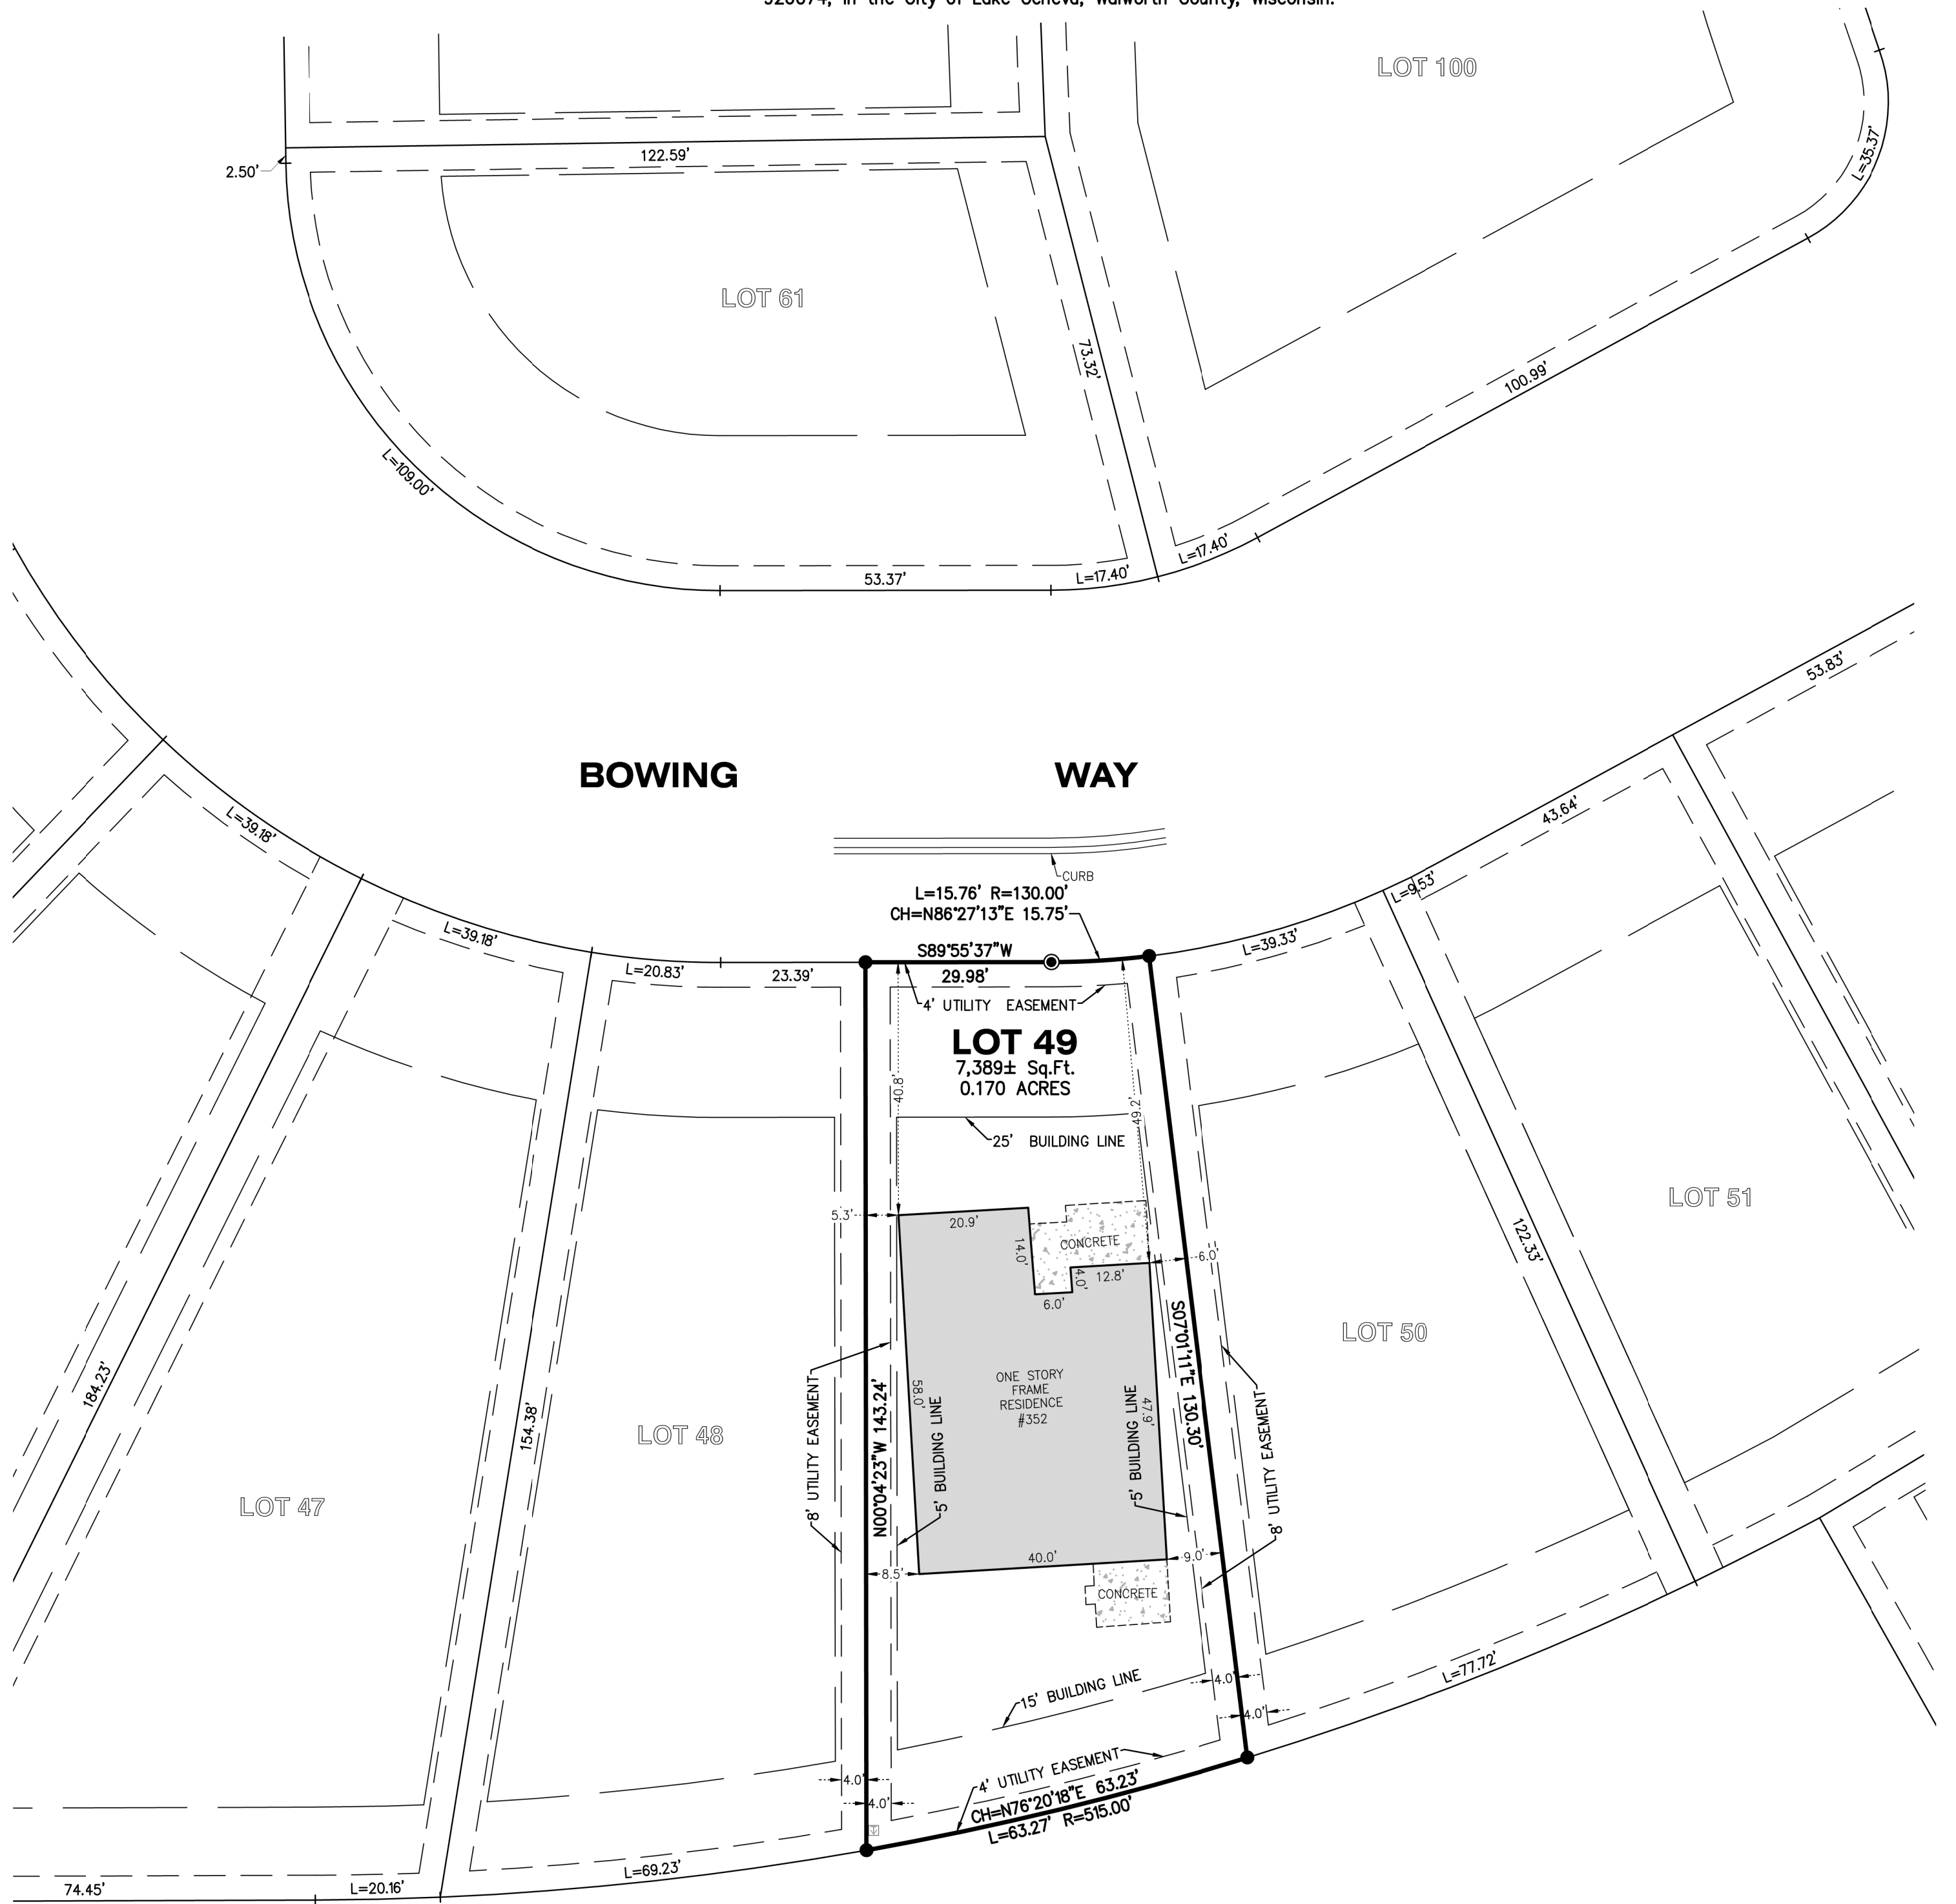 LOT 100
122.59'
2.50'
L=35.37'
LOT 61
73.32'
100.99'
L=109.00'
L=17.40'
53.37'
L=17.40'
53.83'
BOWING WAY
43.64'
L=39.18'
CURB
L=15.76' R=130.00'
CH=N86°27'13"E 15.75'
L=9.53'
L=39.18'
S89°55'37"W
L=39.33'
L=20.83'
23.39'
29.98'
4' UTILITY EASEMENT
LOT 49
7,389± Sq.Ft.
0.170 ACRES
40.8'
49.2'
25' BUILDING LINE
LOT 51
5.3'
20.9'
14.0'
CONCRETE
6.0'
4.0'
12.8'
6.0'
122.33'
S07°01'11"E 130.30'
LOT 50
184.23'
154.38'
ONE STORY
FRAME
RESIDENCE
#352
58.0'
47.9'
LOT 48
8' UTILITY EASEMENT
N00°04'23"W 143.24'
5' BUILDING LINE
5' BUILDING LINE
8' UTILITY EASEMENT
LOT 47
40.0'
9.0'
8.5'
CONCRETE
15' BUILDING LINE
4.0'
L=77.72'
4.0'
4' UTILITY EASEMENT
4.0'
4.0'
CH=N76°20'18"E 63.23'
L=63.27' R=515.00'
L=69.23'
74.45'
L=20.16'